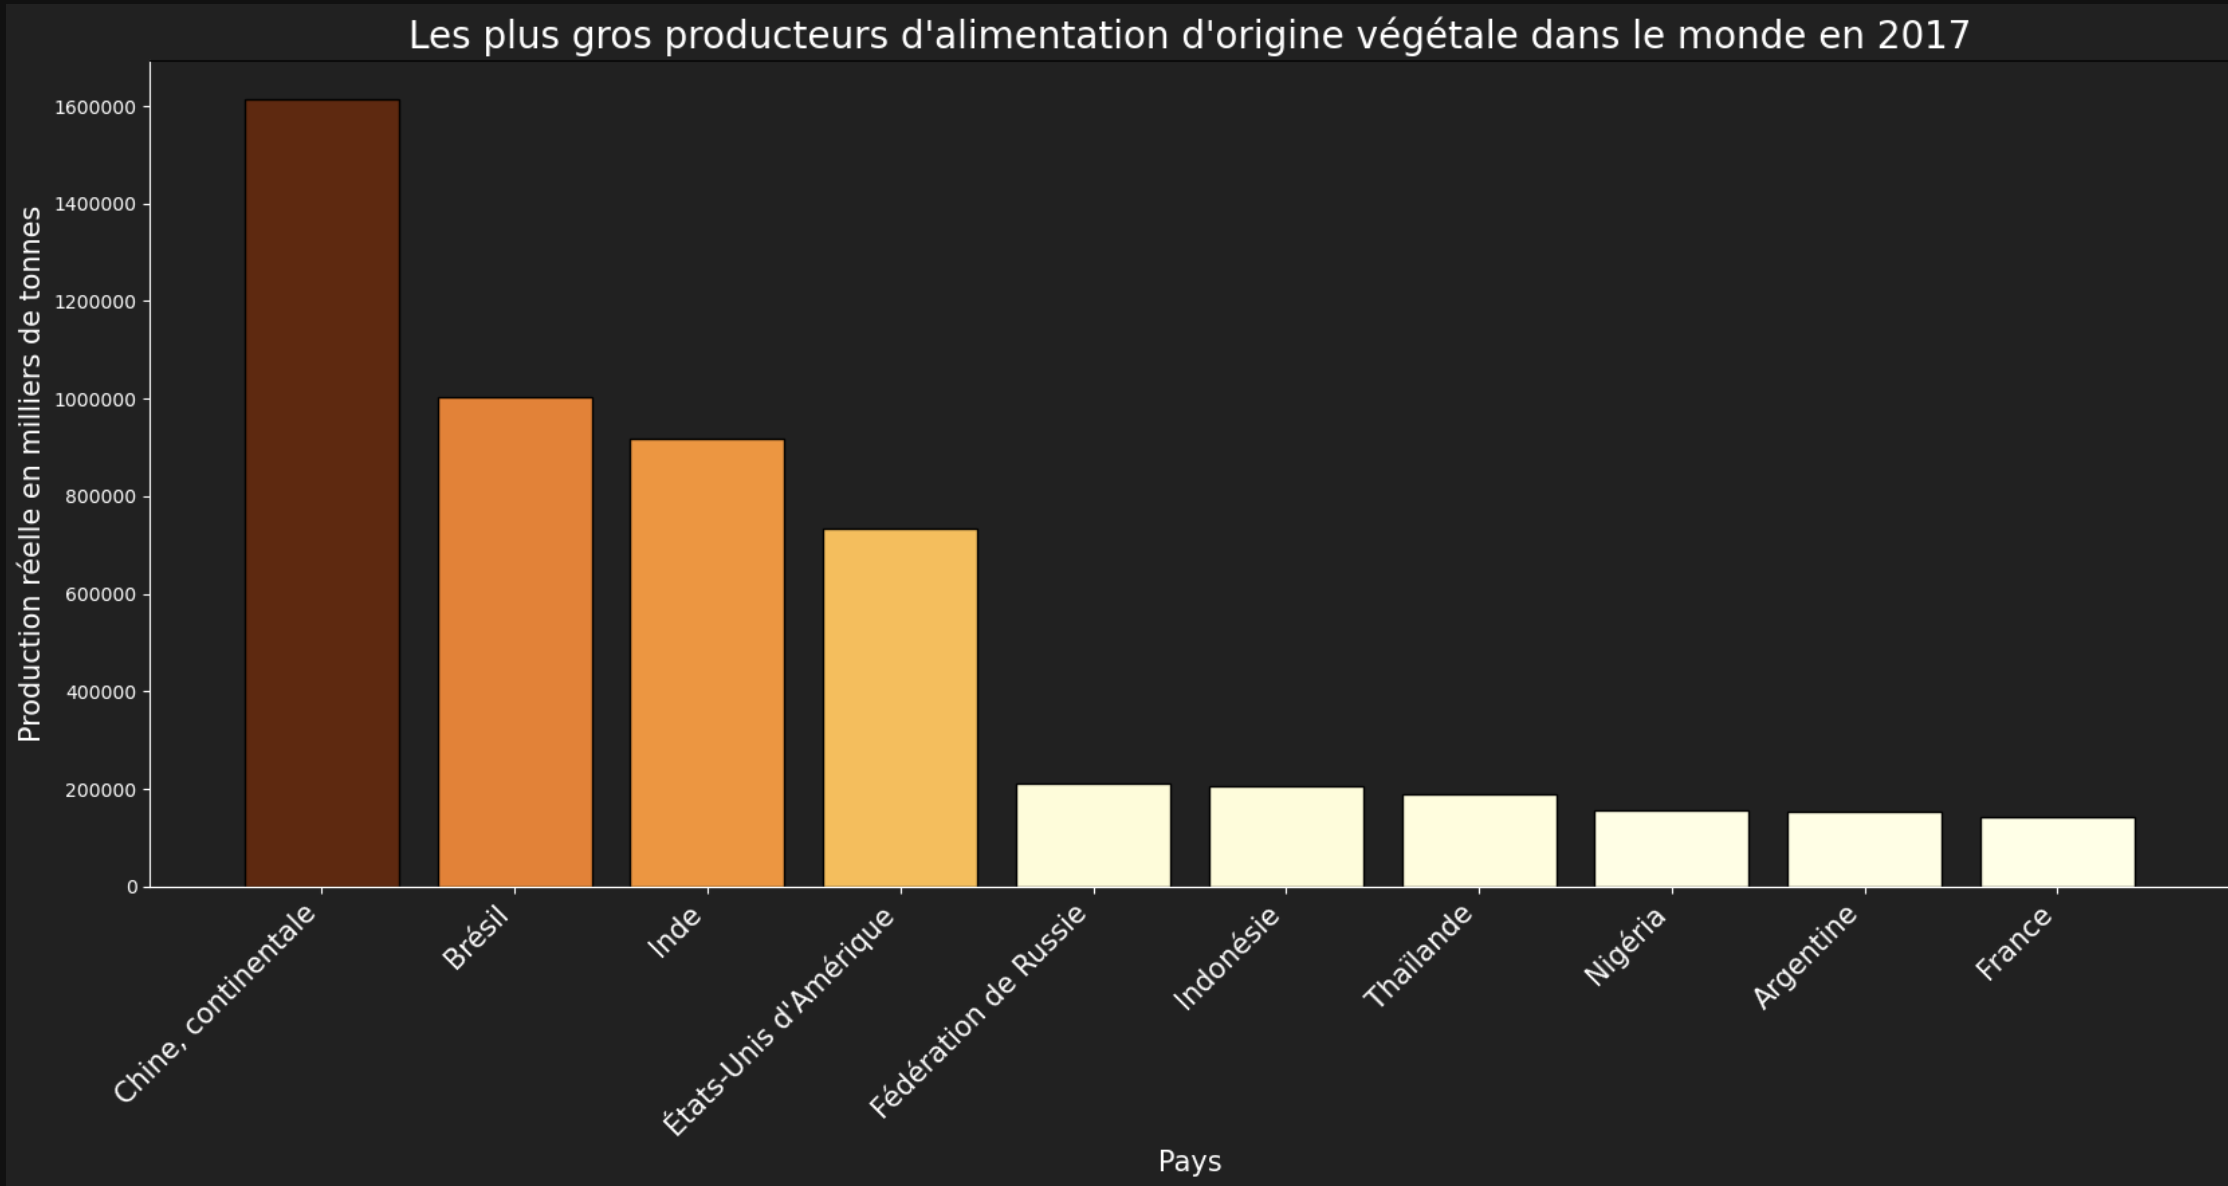 Les plus gros producteurs d'alimentation d'origine végétale dans le monde en 2017
Production réelle en milliers de tonnes
1600000
1400000
1200000
1000000
800000
600000
400000
200000
0
Chine, continentale
Brésil
Inde
États-Unis d'Amérique
Fédération de Russie
Indonésie
Thaïlande
Nigéria
Argentine
France
Pays